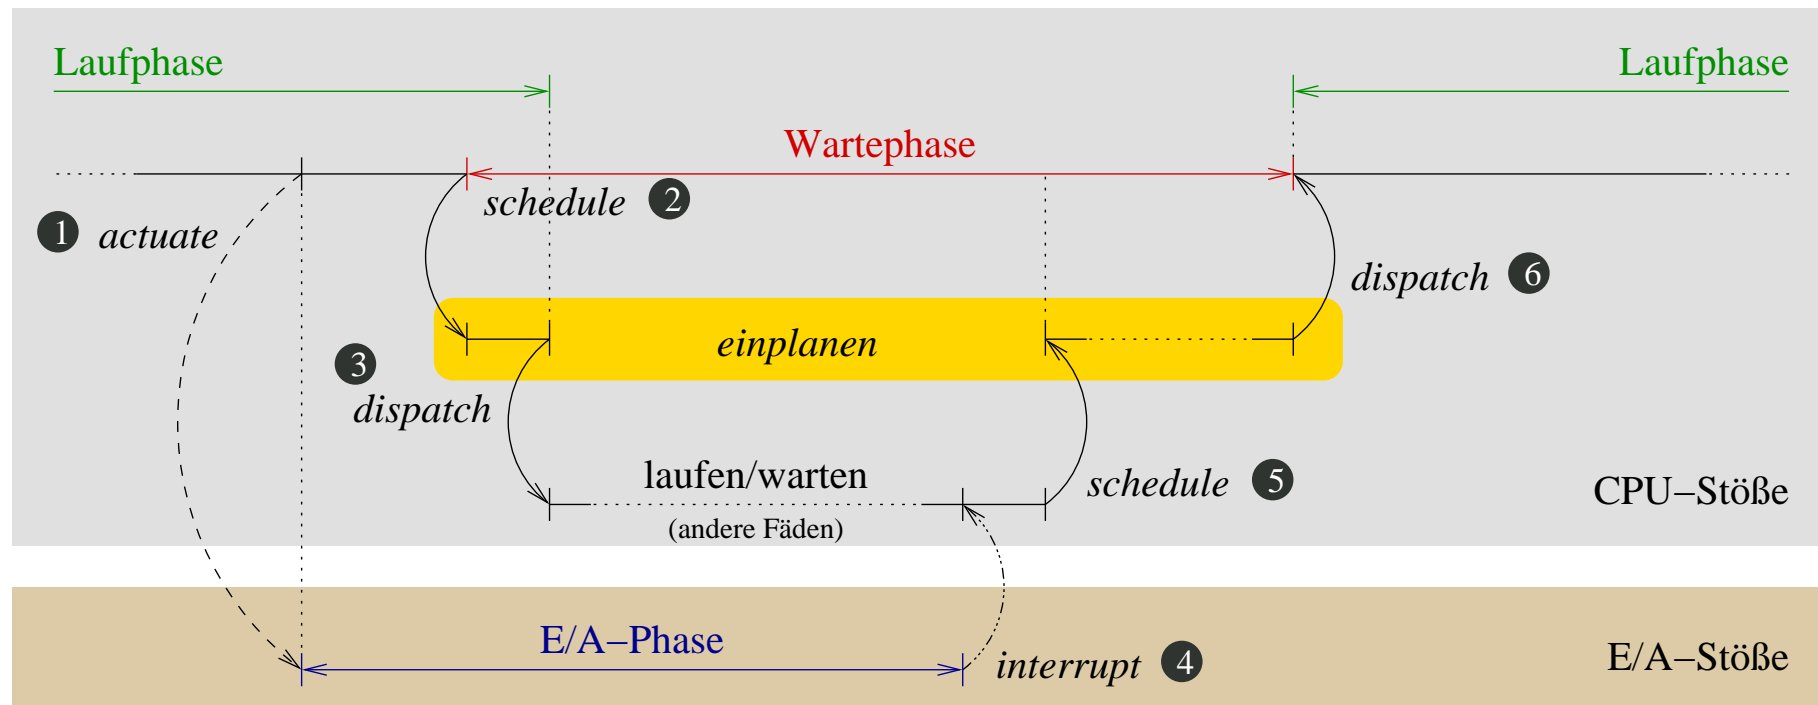 Laufphase
Laufphase
Wartephase
schedule 2
1 actuate
dispatch 6
einplanen
3
dispatch
laufen/warten
schedule 5
CPU–Stöße
(andere Fäden)
E/A–Phase
interrupt 4
E/A–Stöße